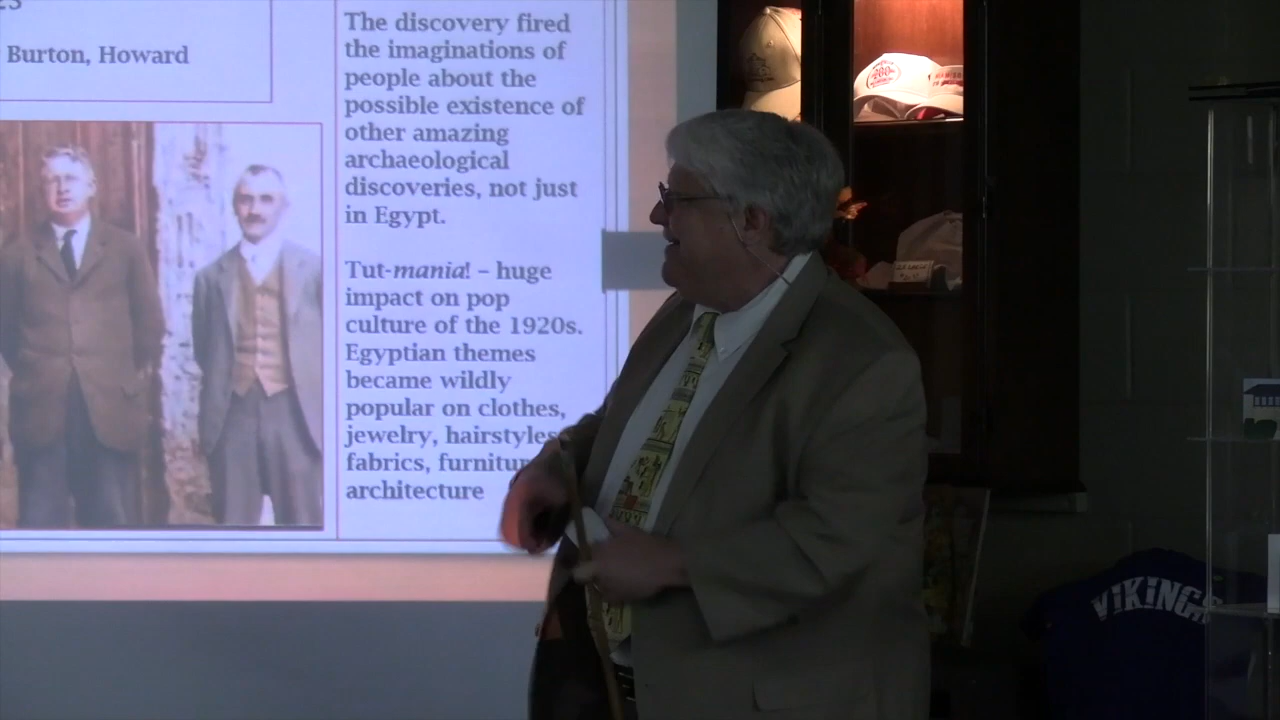 Burton, Howard
The discovery fired
the imaginations of
people about the
possible existence of
other amazing
archaeological
discoveries, not just
in Egypt.
Tut-mania! – huge
impact on pop
culture of the 1920s.
Egyptian themes
became wildly
popular on clothes,
jewelry, hairstyles
fabrics, furnitur
architecture
200
VIKINGS